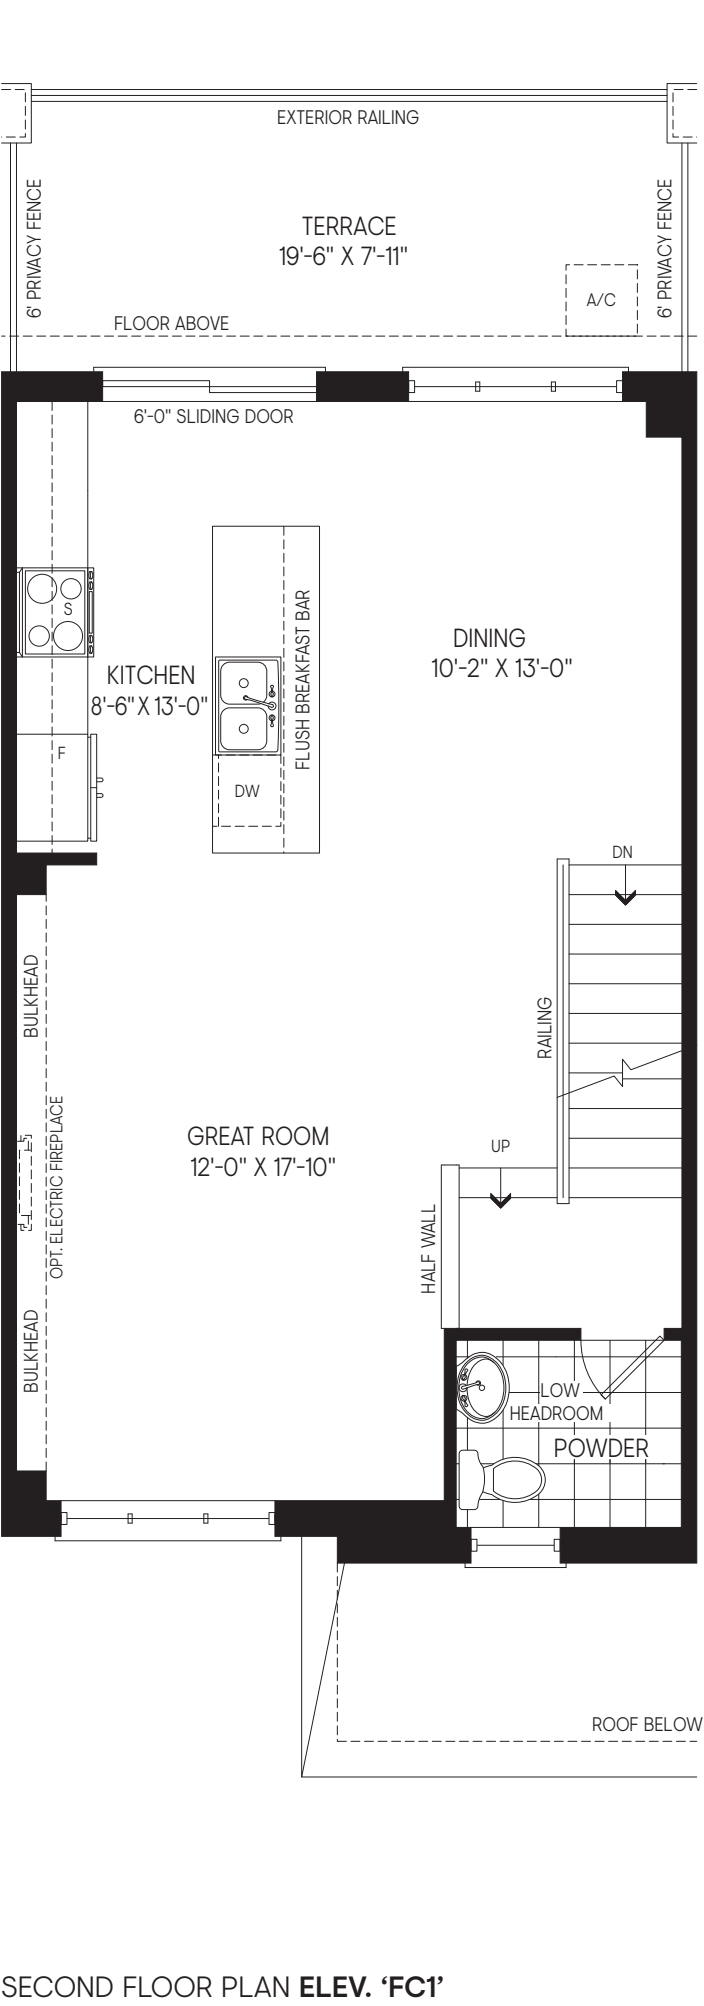 EXTERIOR RAILING
6' PRIVACY FENCE
6' PRIVACY FENCE
TERRACE
19'-6" X 7'-11"
A/C
FLOOR ABOVE
6'-0" SLIDING DOOR
S
FLUSH BREAKFAST BAR
DINING
10'-2" X 13'-0"
KITCHEN
8'-6" X 13'-0"
F
DW
DN
BULKHEAD
RAILING
OPT. ELECTRIC FIREPLACE
GREAT ROOM
12'-0" X 17'-10"
UP
HALF WALL
BULKHEAD
LOW
HEADROOM
POWDER
ROOF BELOW
SECOND FLOOR PLAN ELEV. ‘FC1’